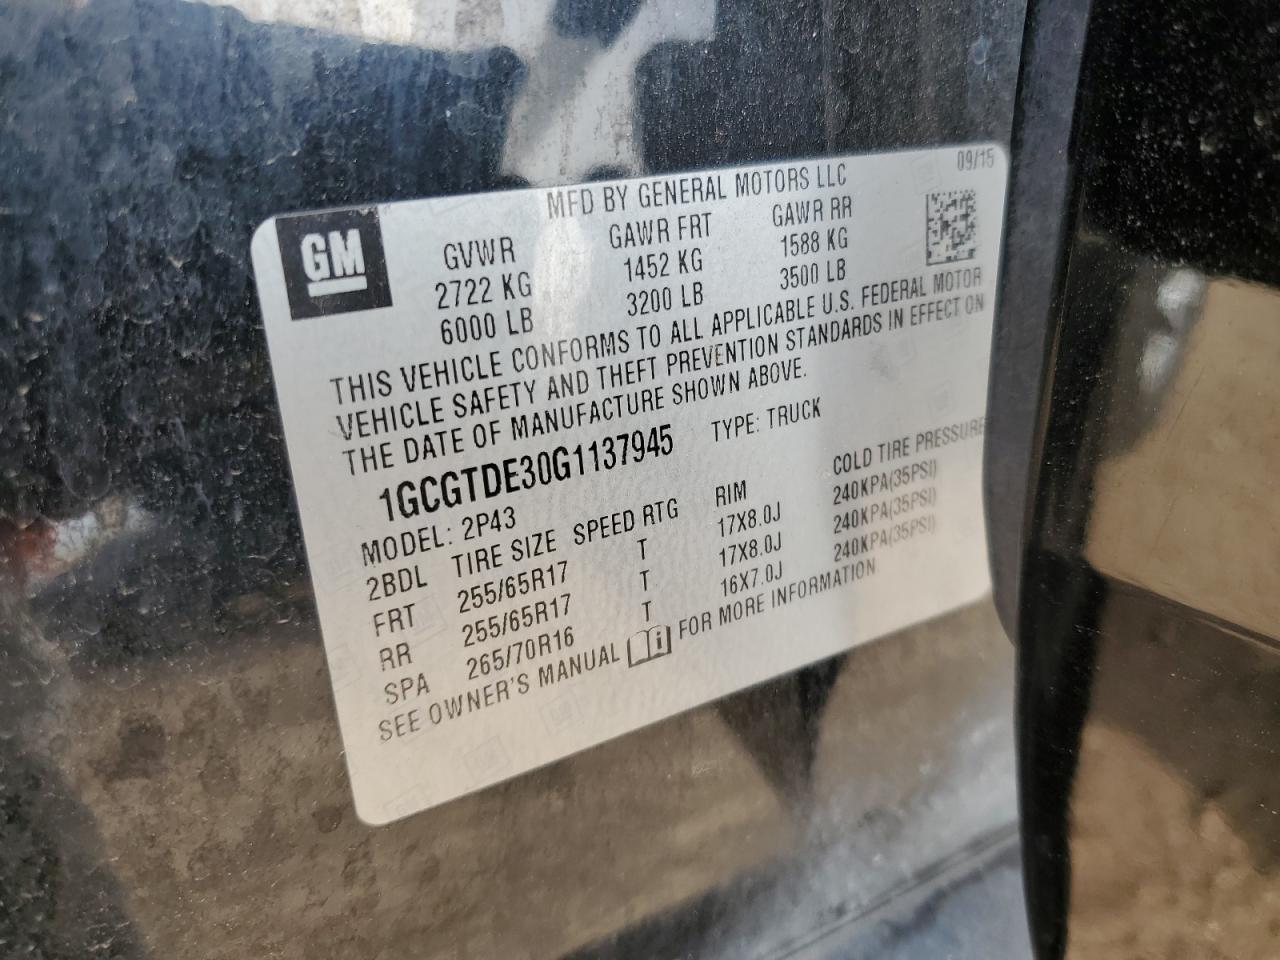 MFD BY GENERAL MOTORS LLC 09/15
GM
GVWR GAWR FRT GAWR RR
2722 KG 1452 KG 1588 KG
6000 LB 3200 LB 3500 LB
THIS VEHICLE CONFORMS TO ALL APPLICABLE U.S. FEDERAL MOTOR
VEHICLE SAFETY AND THEFT PREVENTION STANDARDS IN EFFECT ON
THE DATE OF MANUFACTURE SHOWN ABOVE.
1GCGTDE30G1137945 TYPE: TRUCK
MODEL: 2P43
2BDL TIRE SIZE SPEED RTG RIM COLD TIRE PRESSURE
FRT 255/65R17 T 17X8.0J 240KPA(35PSI)
RR 255/65R17 T 17X8.0J 240KPA(35PSI)
SPA 265/70R16 T 16X7.0J 240KPA(35PSI)
SEE OWNER'S MANUAL FOR MORE INFORMATION